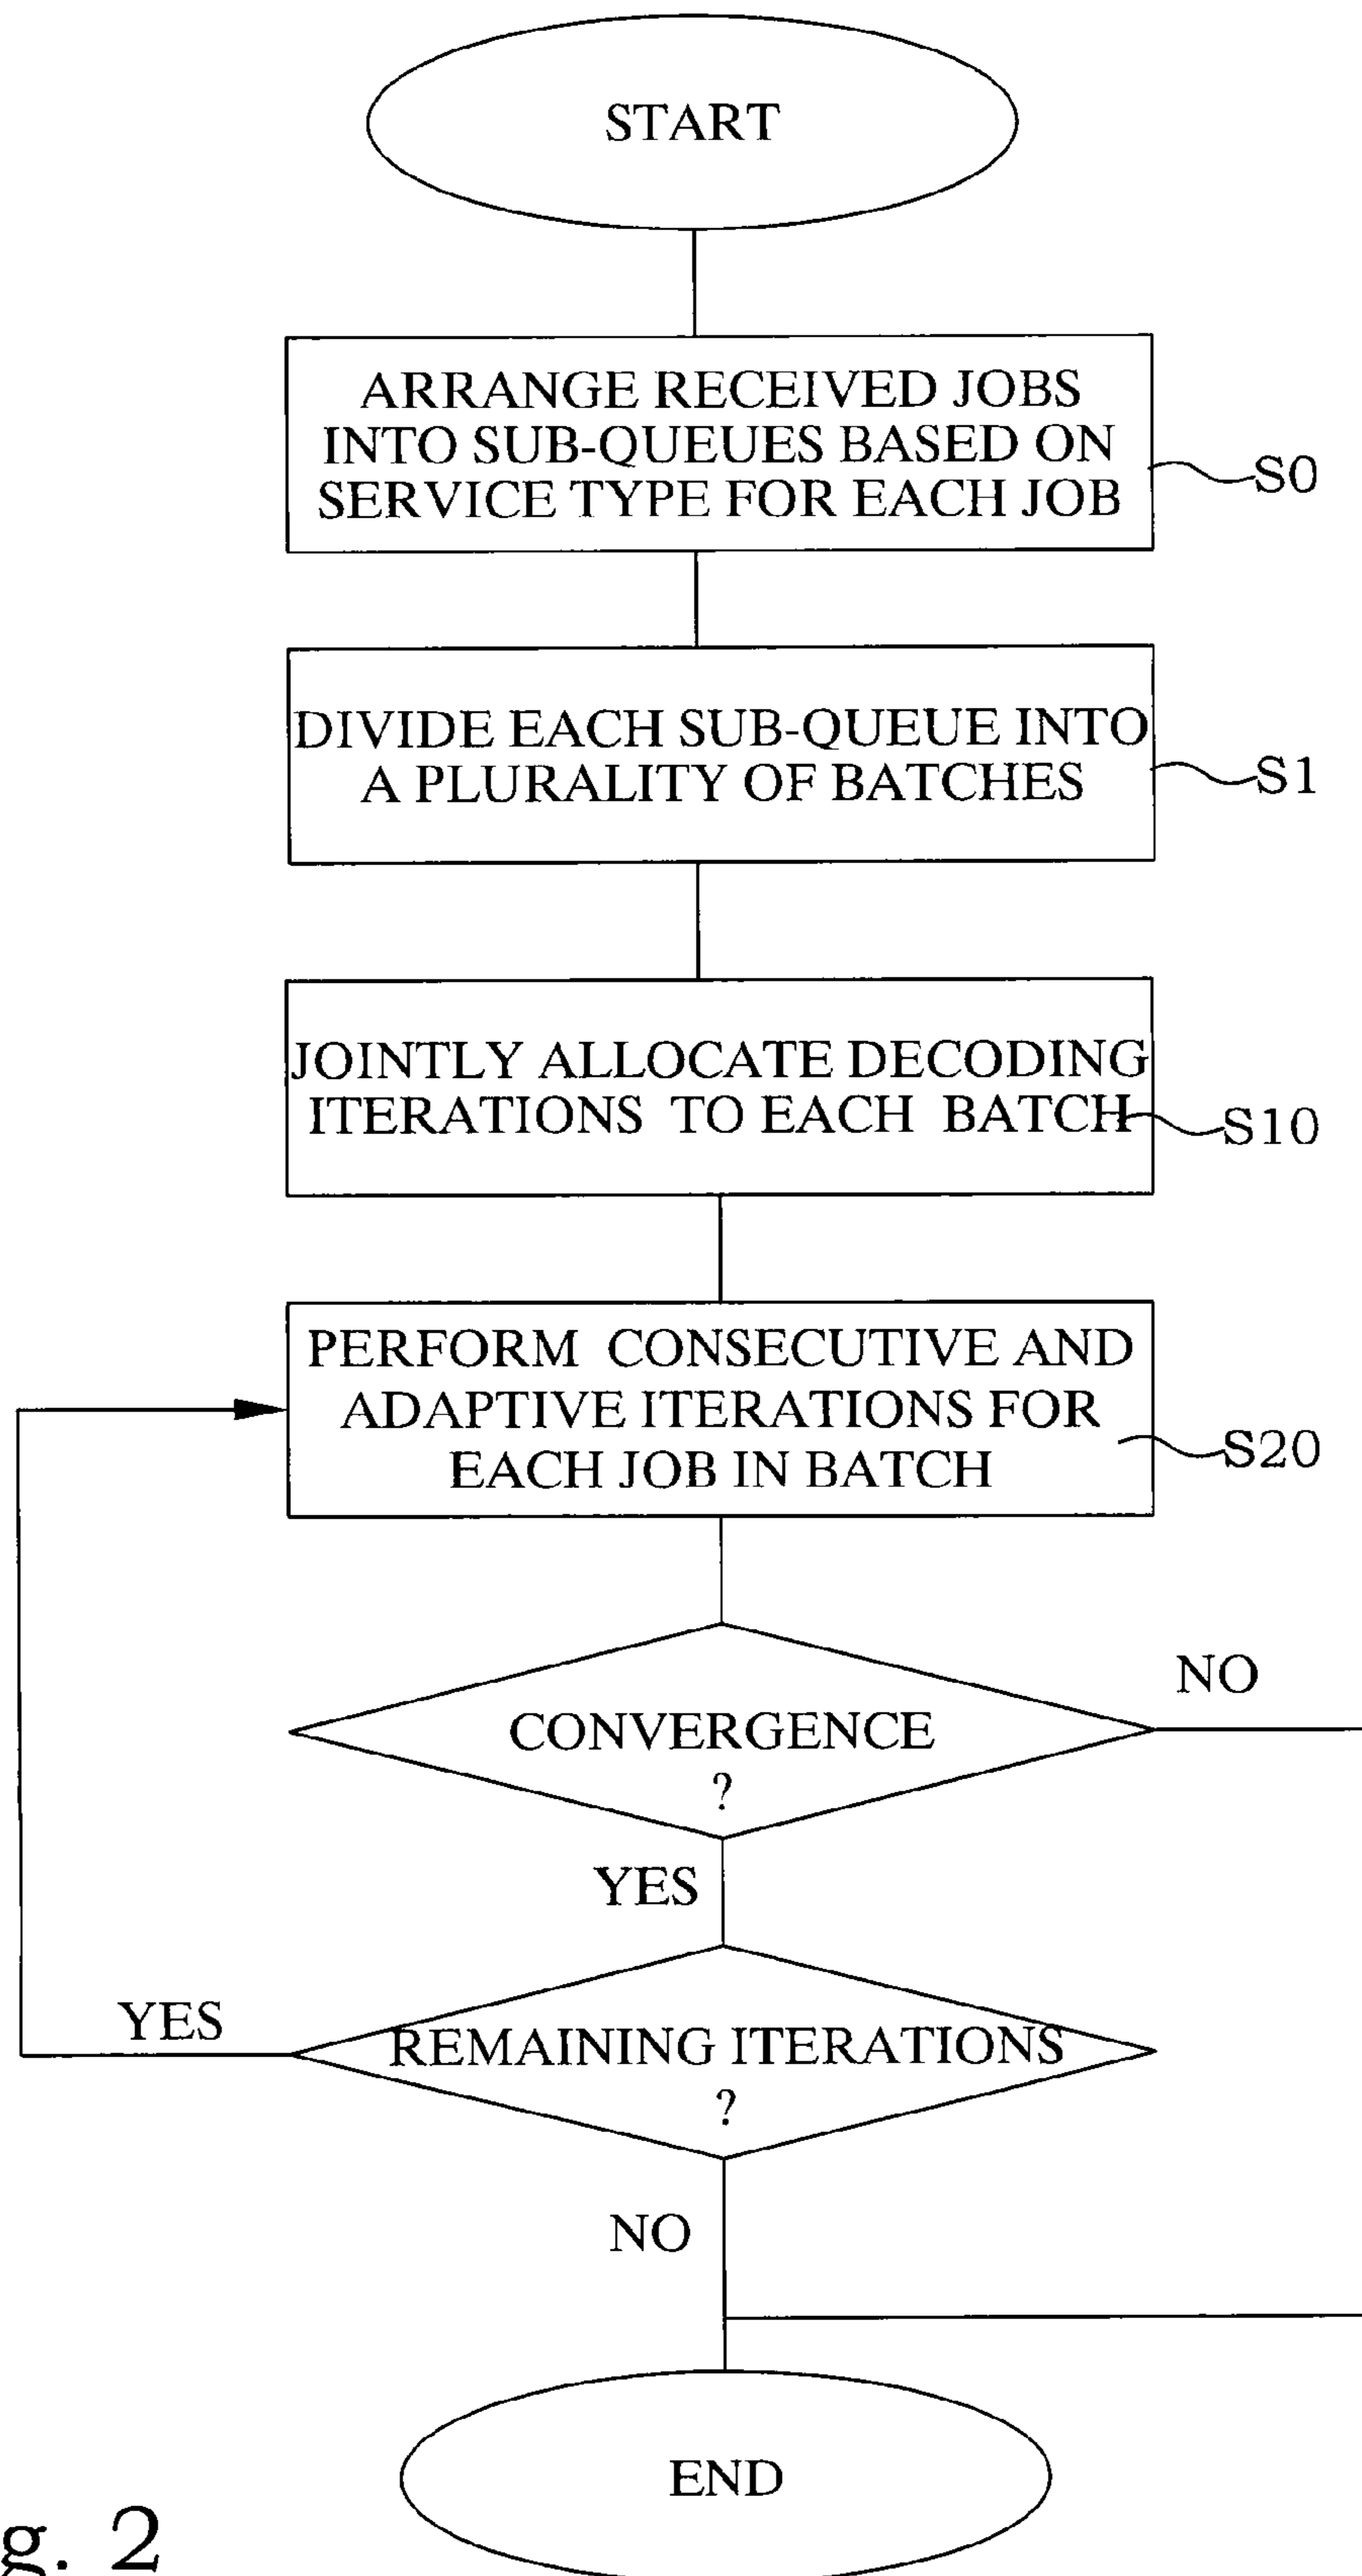 START
ARRANGE RECEIVED JOBS
INTO SUB-QUEUES BASED ON
SERVICE TYPE FOR EACH JOB
S0
DIVIDE EACH SUB-QUEUE INTO
A PLURALITY OF BATCHES
S1
JOINTLY ALLOCATE DECODING
ITERATIONS TO EACH BATCH
S10
PERFORM CONSECUTIVE AND
ADAPTIVE ITERATIONS FOR
EACH JOB IN BATCH
S20
NO
CONVERGENCE
?
YES
YES
REMAINING ITERATIONS
?
NO
END
g. 2